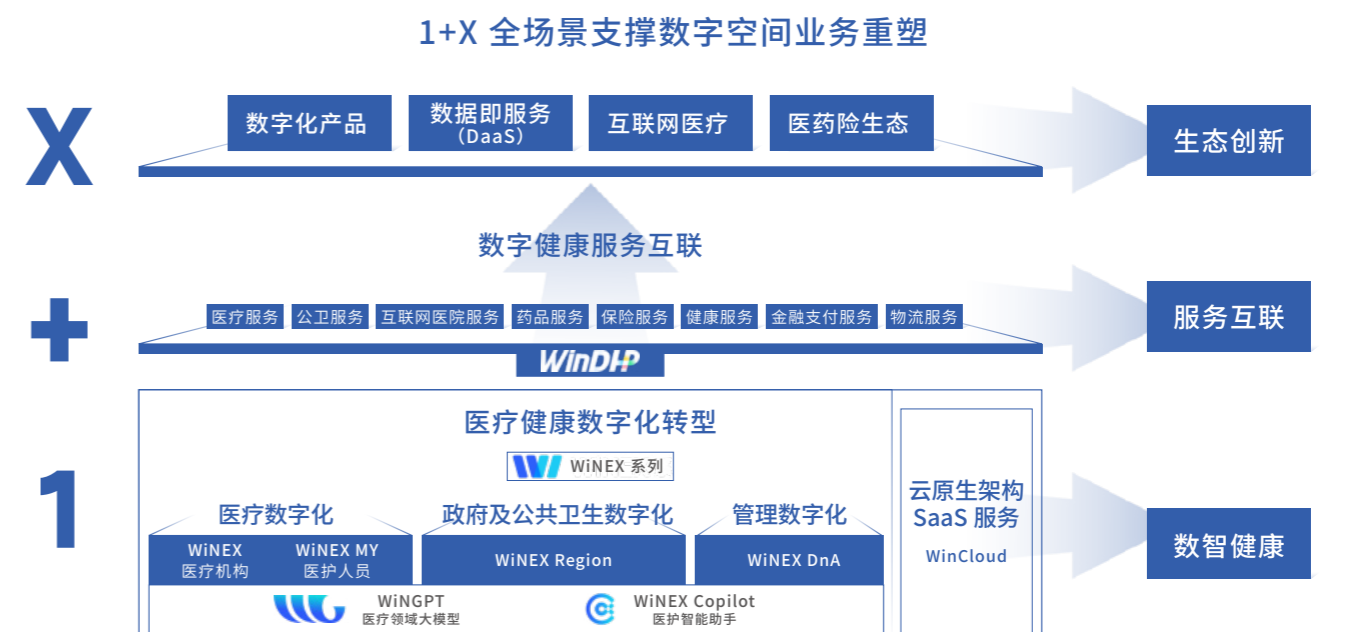 1+X 全场景支撑数字空间业务重塑
X
数字化产品
数据即服务
（DaaS）
互联网医疗
医药险生态
生态创新
数字健康服务互联
+
医疗服务
公卫服务
互联网医院服务
药品服务
保险服务
健康服务
金融支付服务
物流服务
服务互联
WinDHP
1
医疗健康数字化转型
WiNEX 系列
医疗数字化
政府及公共卫生数字化
管理数字化
WiNEX
医疗机构
WiNEX MY
医护人员
WiNEX Region
WiNEX DnA
WiNGPT
医疗领域大模型
WiNEX Copilot
医护智能助手
云原生架构
SaaS 服务
WinCloud
数智健康